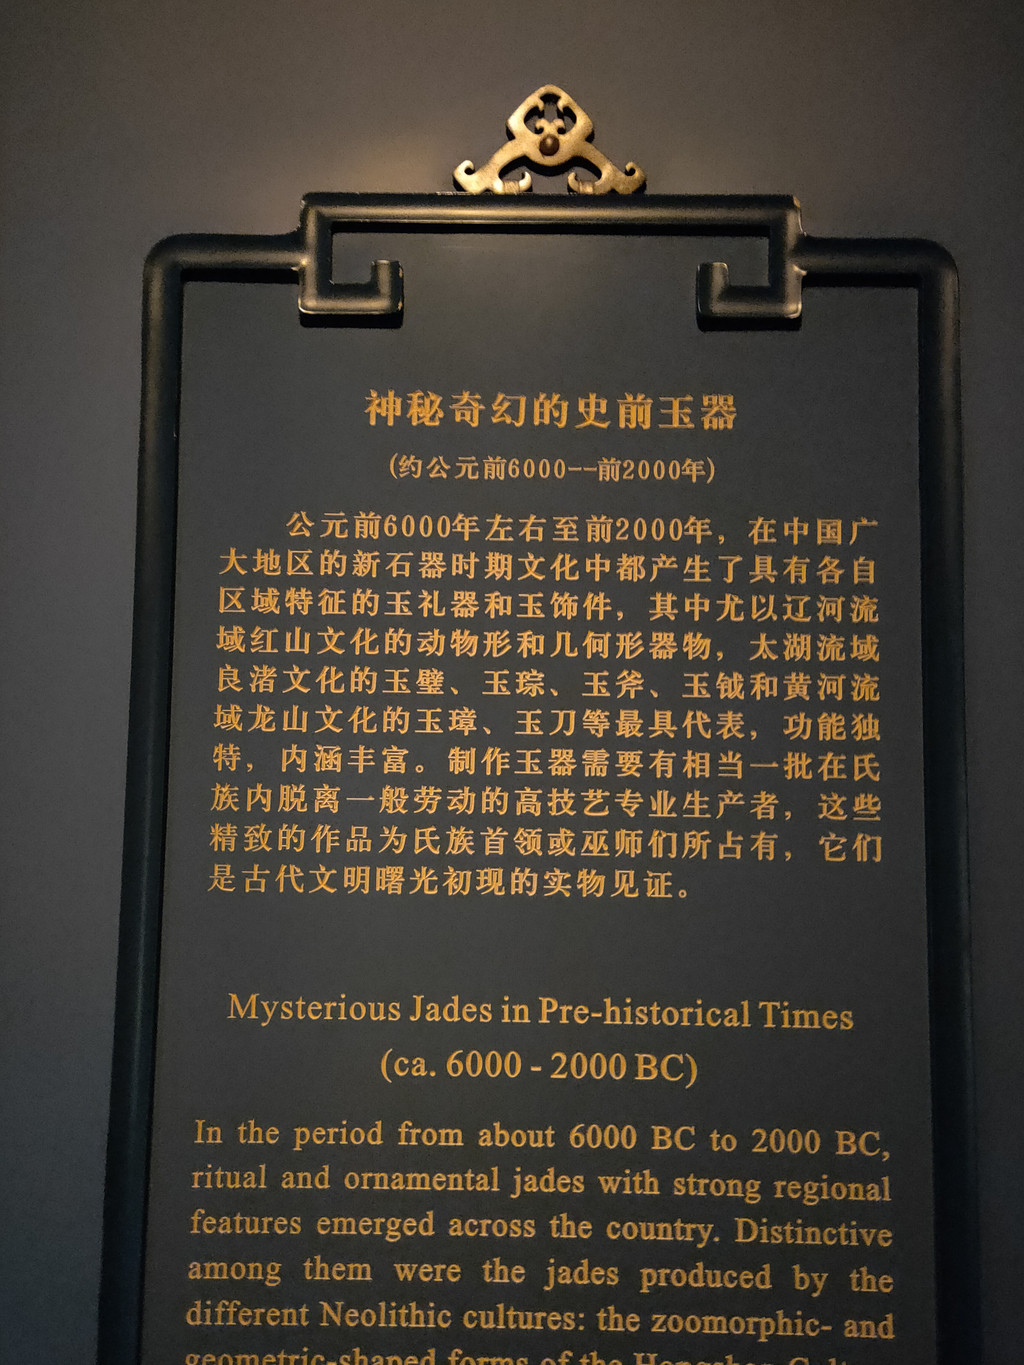 神秘奇幻的史前玉器
(约公元前6000--前2000年)
公元前6000年左右至前2000年，在中国广
大地区的新石器时期文化中都产生了具有各自
区域特征的玉礼器和玉饰件，其中尤以辽河流
域红山文化的动物形和几何形器物，太湖流域
良渚文化的玉璧、玉琮、玉斧、玉钺和黄河流
域龙山文化的玉璋、玉刀等最具代表，功能独
特，内涵丰富。制作玉器需要有相当一批在氏
族内脱离一般劳动的高技艺专业生产者，这些
精致的作品为氏族首领或巫师们所占有，它们
是古代文明曙光初现的实物见证。
Mysterious Jades in Pre-historical Times
(ca. 6000 - 2000 BC)
In the period from about 6000 BC to 2000 BC,
ritual and ornamental jades with strong regional
features emerged across the country. Distinctive
among them were the jades produced by the
different Neolithic cultures: the zoomorphic- and
geometric-shaped forms of the Hongshan